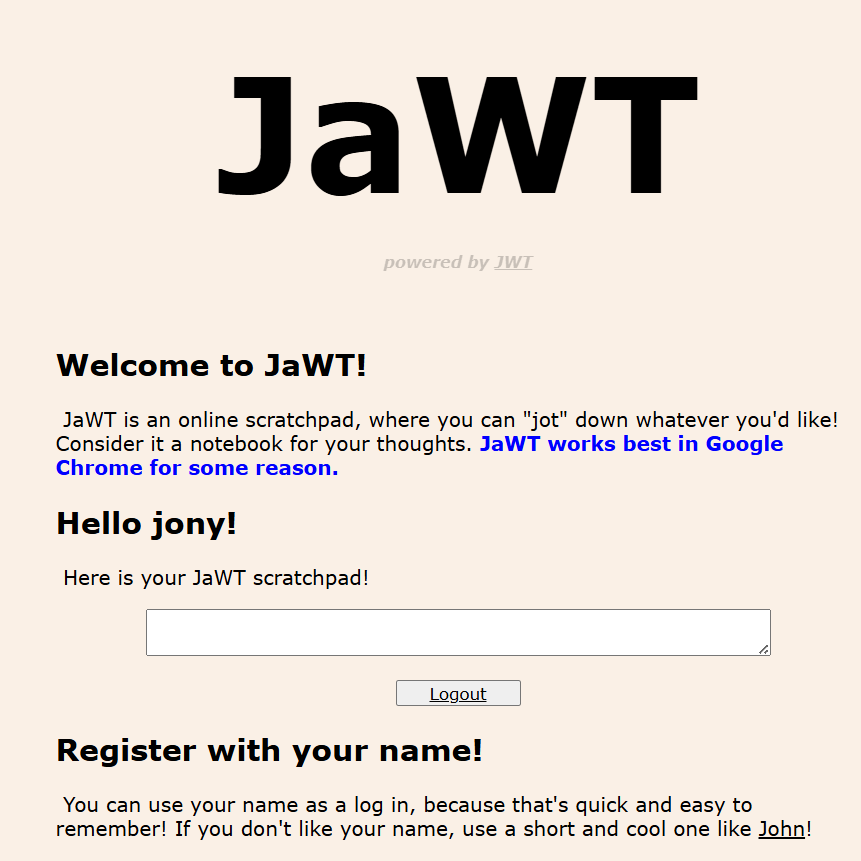 JaWT
powered by JWT
Welcome to JaWT!
JaWT is an online scratchpad, where you can "jot" down whatever you'd like!
Consider it a notebook for your thoughts. JaWT works best in Google
Chrome for some reason.
Hello jony!
Here is your JaWT scratchpad!
Logout
Register with your name!
You can use your name as a log in, because that's quick and easy to
remember! If you don't like your name, use a short and cool one like John!